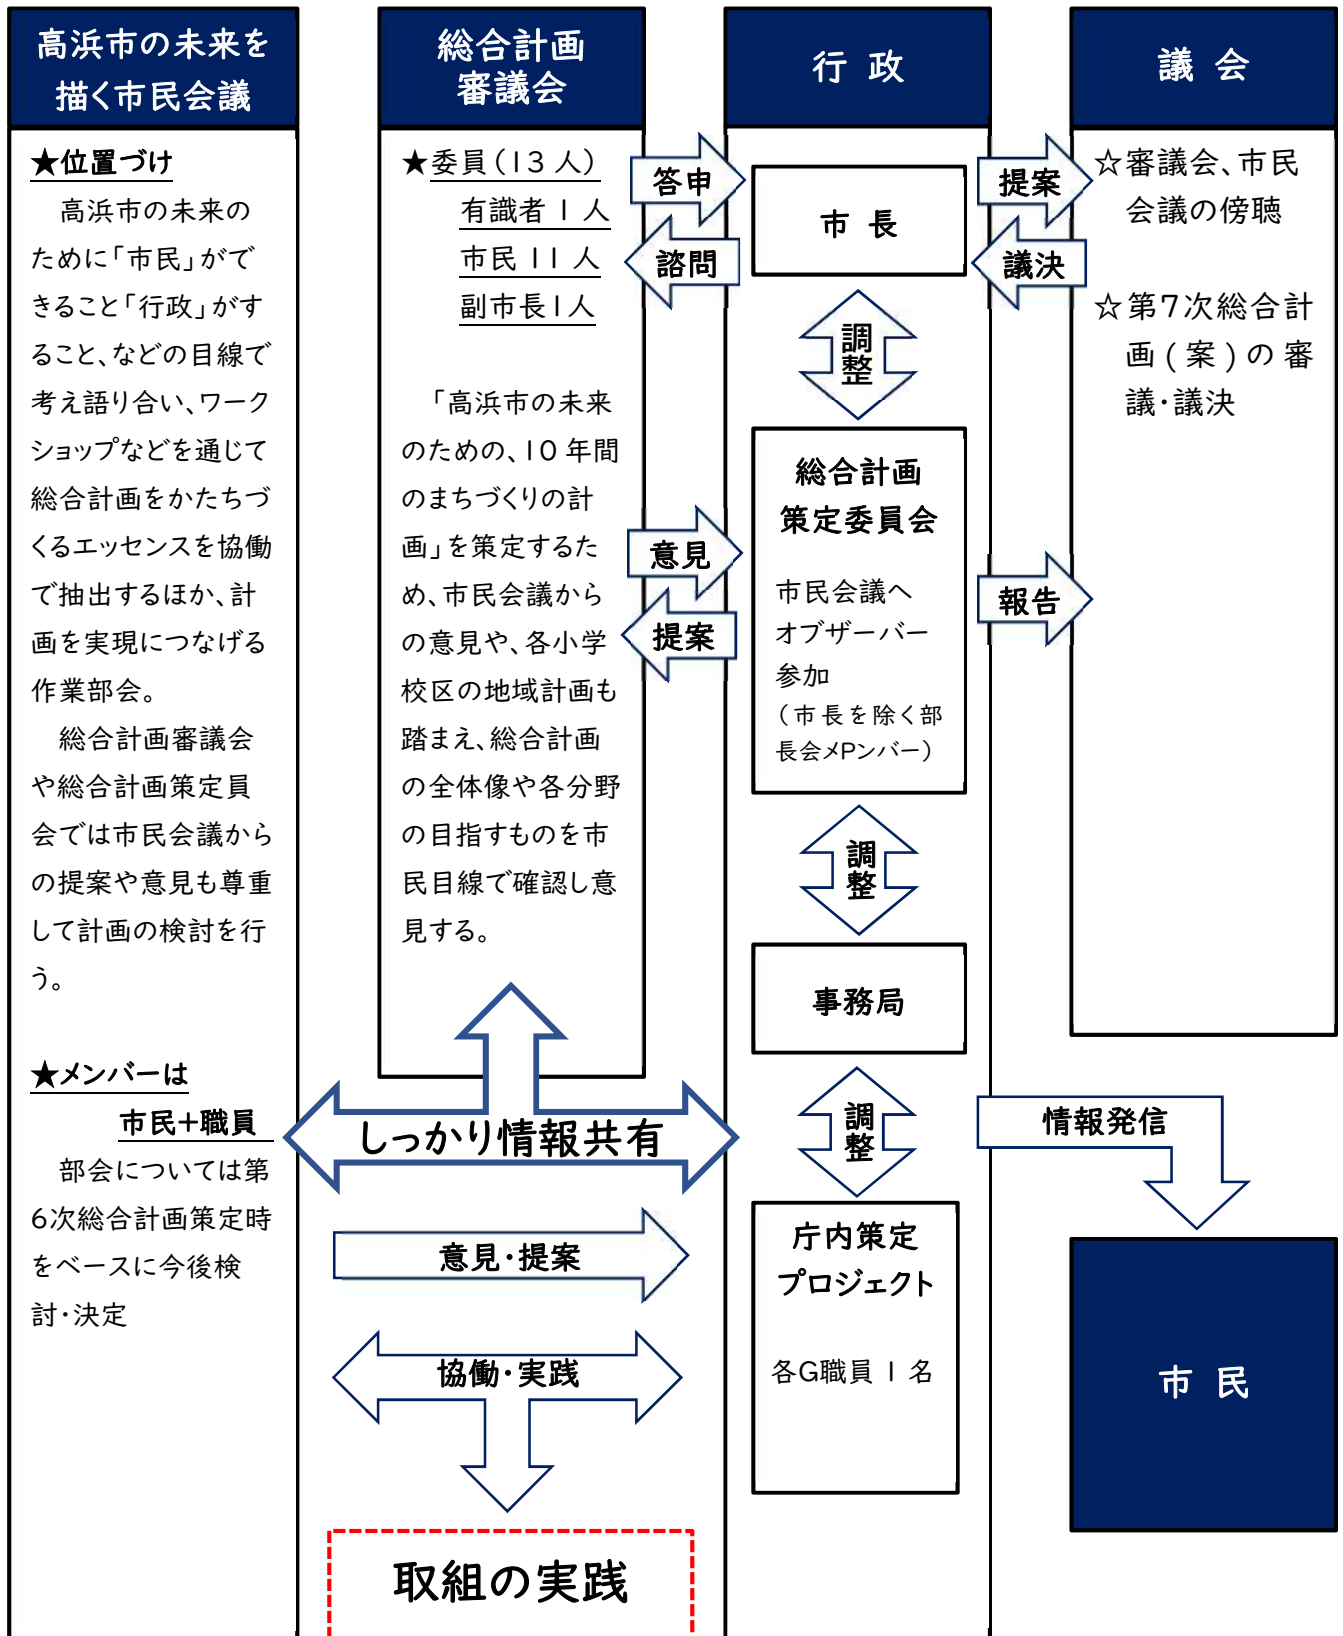 高浜市の未来を
描く市民会議
★位置づけ
高浜市の未来の
ために「市民」がで
きること「行政」がす
ること、などの目線で
考え語り合い、ワーク
ショップなどを通じて
総合計画をかたちづ
くるエッセンスを協働
で抽出するほか、計
画を実現につなげる
作業部会。
総合計画審議会
や総合計画策定員
会では市民会議から
の提案や意見も尊重
して計画の検討を行
う。
★メンバーは
市民+職員
部会については第
6次総合計画策定時
をベースに今後検
討・決定
総合計画
審議会
★委員(13人)
有識者1人
市民11人
副市長1人
「高浜市の未来
のための、10年間
のまちづくりの計
画」を策定するた
め、市民会議から
の意見や、各小学
校区の地域計画も
踏まえ、総合計画
の全体像や各分野
の目指すものを市
民目線で確認し意
見する。
答申
諮問
意見
提案
しっかり情報共有
意見・提案
協働・実践
取組の実践
行 政
市 長
調整
総合計画
策定委員会
市民会議へ
オブザーバー
参加
(市長を除く部
長会メPンバー)
調整
事務局
調整
庁内策定
プロジェクト
各G職員1名
提案
議決
報告
情報発信
議 会
☆審議会、市民
会議の傍聴
☆第7次総合計
画(案)の審
議・議決
市 民